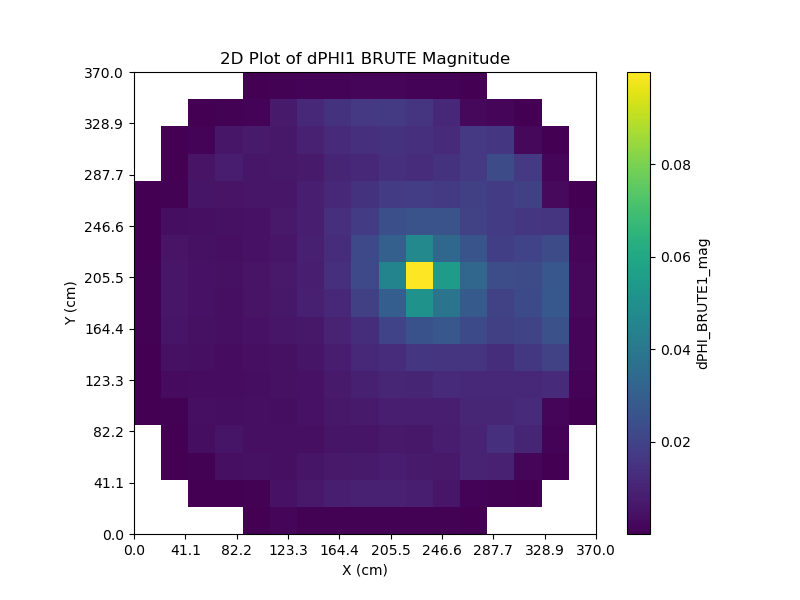 2D Plot of dPHI1 BRUTE Magnitude
370.0
328.9
287.7
246.6
205.5
164.4
123.3
82.2
41.1
0.0
Y (cm)
0.0 41.1 82.2 123.3 164.4 205.5 246.6 287.7 328.9 370.0
X (cm)
0.08
0.06
0.04
0.02
dPHI_BRUTE1_mag